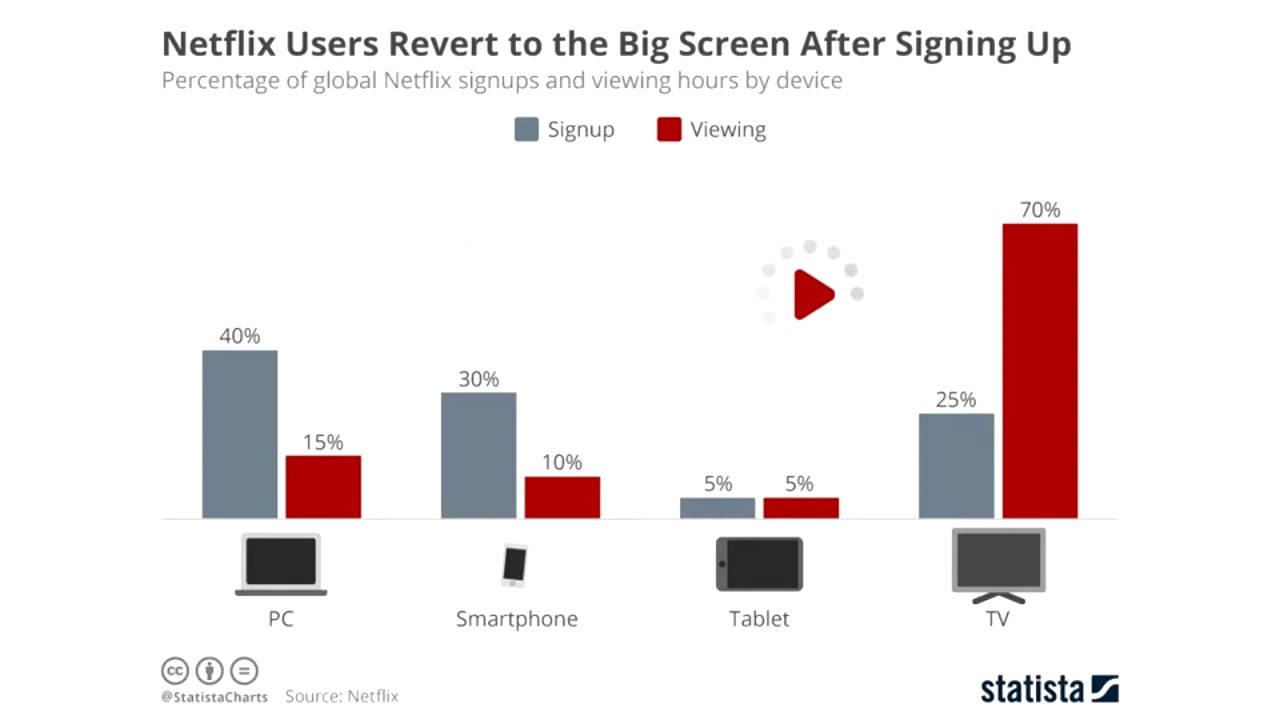 Netflix Users Revert to the Big Screen After Signing Up
Percentage of global Netflix signups and viewing hours by device
Signup Viewing
70%
40%
30%
25%
15%
10%
5% 5%
PC Smartphone Tablet TV
cc
@StatistaCharts Source: Netflix
statista